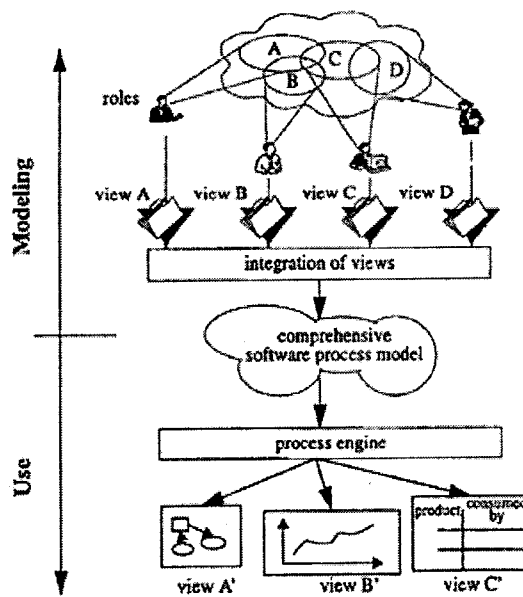 A
C
B
D
roles
view A
view B
view C
view D
Modeling
integration of views
comprehensive
software process model
Use
process engine
product
consumed
by
view A'
view B'
view C'